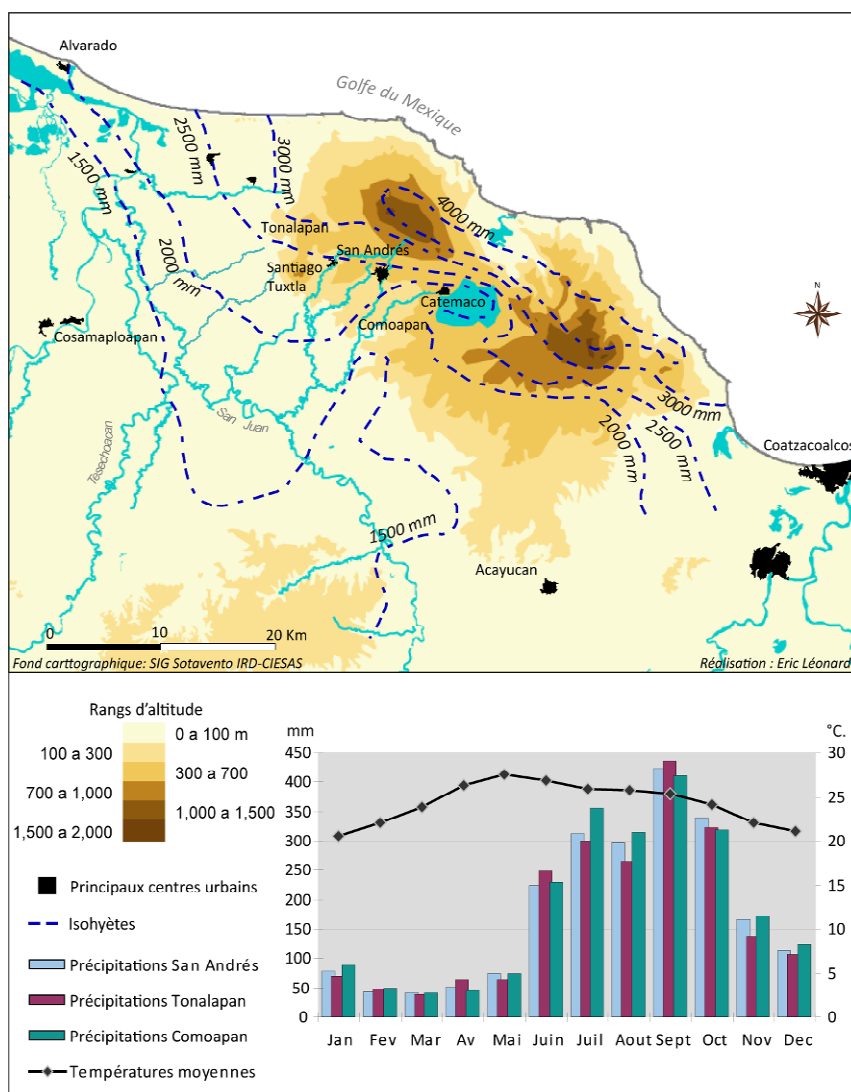 Alvarado
Golfe du Mexique
2500 mm
3000 mm
1500 mm
4000 mm
Tonalapan
San Andrés
Santiago
Tuxtla
2000 mm
Catemaco
Comoapan
Cosamaploapan
N
San Juan
3000 mm
2000 mm
2500 mm
Coatzacoalcos
Tesechoacan
1500 mm
Acayucan
0 10 20 Km
Fond carttographique: SIG Sotavento IRD-CIESAS
Réalisation : Eric Léonard
Rangs d'altitude
0 a 100 m
100 a 300
300 a 700
700 a 1,000
1,000 a 1,500
1,500 a 2,000
Principaux centres urbains
Isohyètes
Précipitations San Andrés
Précipitations Tonalapan
Précipitations Comoapan
Températures moyennes
mm °C.
450 30
400
350 25
300 20
250
200 15
150 10
100
50 5
0 0
Jan Fev Mar Av Mai Juin Juil Aout Sept Oct Nov Dec